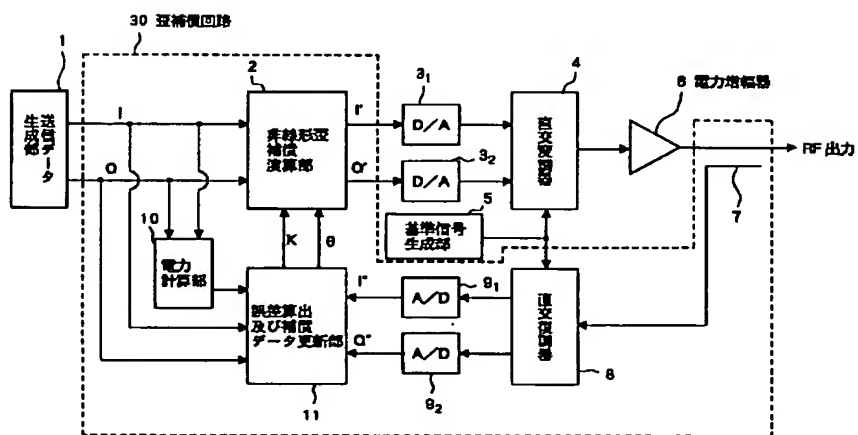 30 歪補償回路
1
送信データ
生成部
I
Q
2
非線形歪
補償
演算部
I'
Q'
3₁
D/A
3₂
D/A
4
直交変調器
5
基準信号
生成部
6 電力増幅器
RF 出力
7
10
電力
計算部
K
θ
誤差算出
及び補償
データ更新部
11
I"
Q"
A/D
9₁
A/D
9₂
直交復調器
8